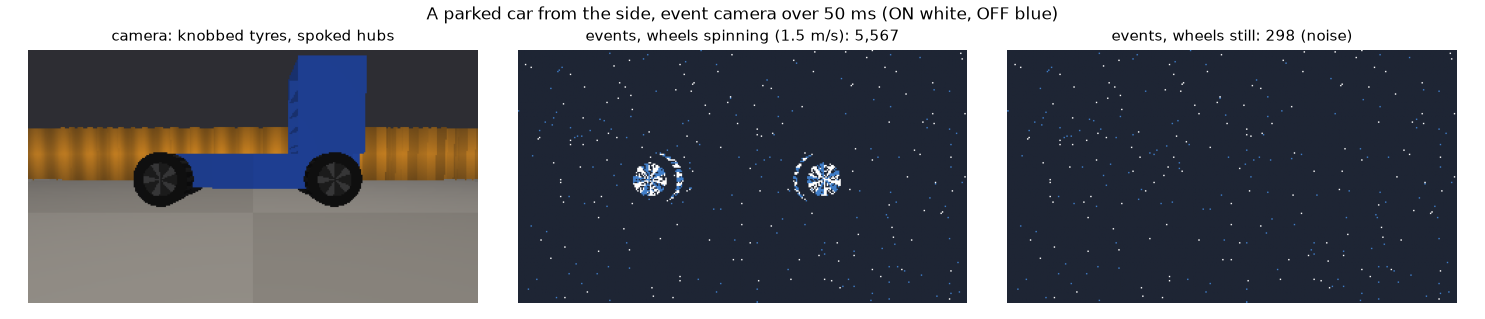 A parked car from the side, event camera over 50 ms (ON white, OFF blue)
camera: knobbed tyres, spoked hubs
events, wheels spinning (1.5 m/s): 5,567
events, wheels still: 298 (noise)